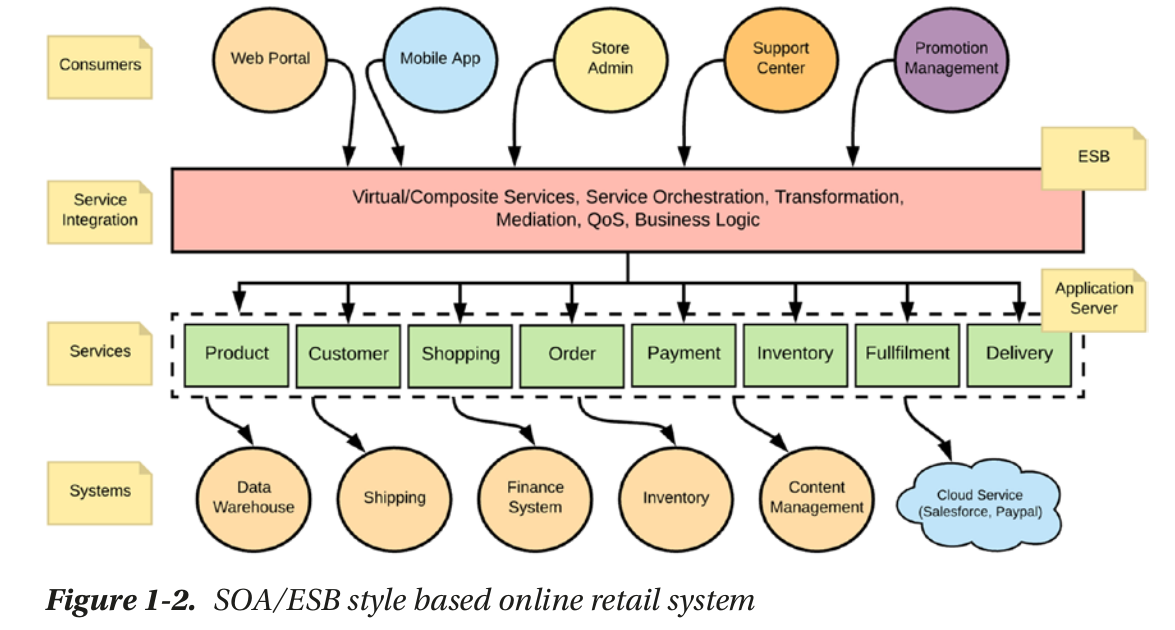 Consumers
Web Portal
Mobile App
Store
Admin
Support
Center
Promotion
Management
ESB
Service
Integration
Virtual/Composite Services, Service Orchestration, Transformation,
Mediation, QoS, Business Logic
Application
Server
Services
Product
Customer
Shopping
Order
Payment
Inventory
Fullfilment
Delivery
Systems
Data
Warehouse
Shipping
Finance
System
Inventory
Content
Management
Cloud Service
(Salesforce, Paypal)
Figure 1-2. SOA/ESB style based online retail system